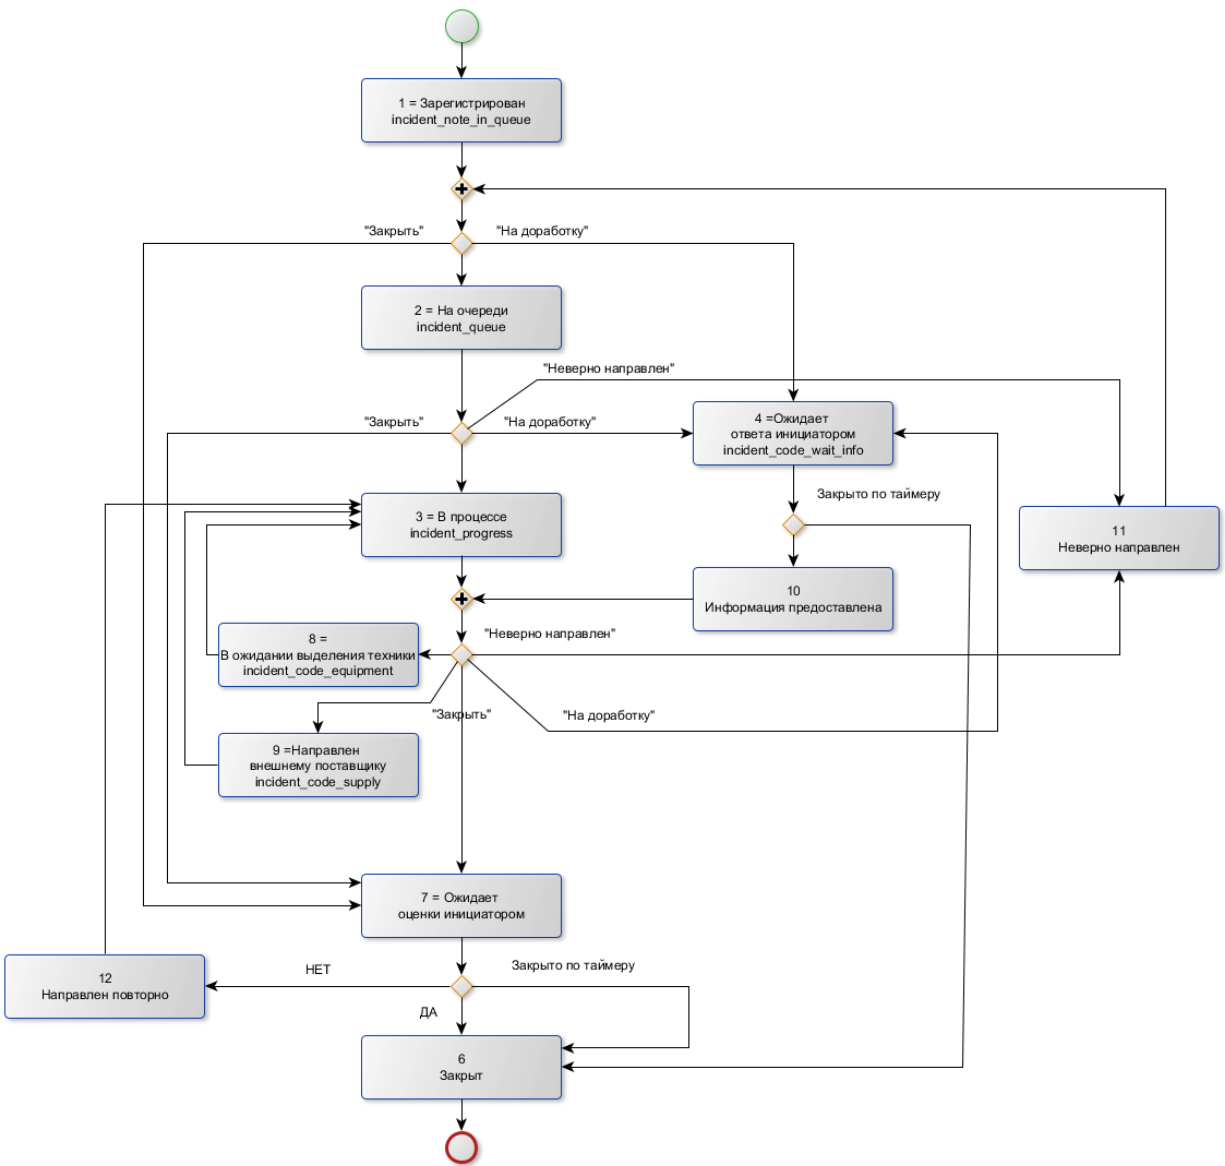 1 = Зарегистрирован
incident_note_in_queue
"Закрыть"
"На доработку"
2 = На очереди
incident_queue
"Неверно направлен"
"Закрыть"
"На доработку"
4 =Ожидает
ответа инициатором
incident_code_wait_info
Закрыто по таймеру
3 = В процессе
incident_progress
11
Неверно направлен
10
Информация предоставлена
"Неверно направлен"
8 =
В ожидании выделения техники
incident_code_equipment
"Закрыть"
"На доработку"
9 =Направлен
внешнему поставщику
incident_code_supply
7 = Ожидает
оценки инициатором
НЕТ
Закрыто по таймеру
12
Направлен повторно
ДА
6
Закрыт